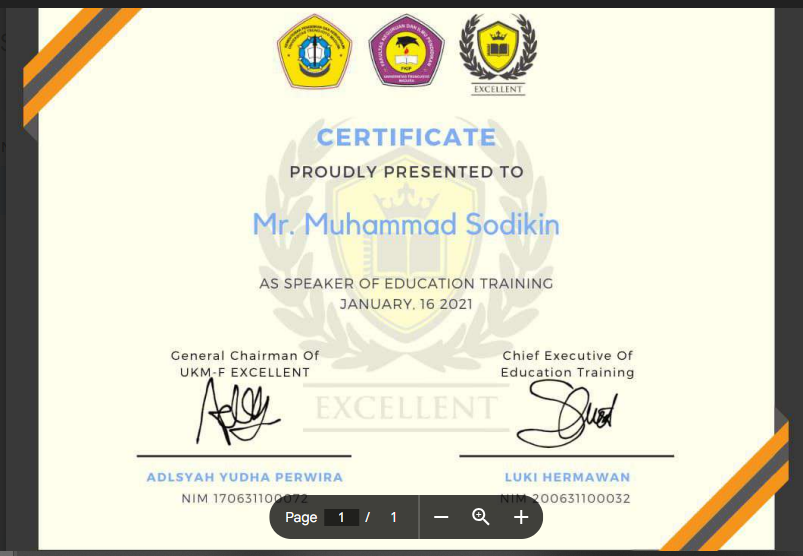 EXCELLENT
CERTIFICATE
PROUDLY PRESENTED TO
Mr. Muhammad Sodikin
AS SPEAKER OF EDUCATION TRAINING
JANUARY, 16 2021
General Chairman Of
UKM-F EXCELLENT
Chief Executive Of
Education Training
EXCELLENT
ADLSYAH YUDHA PERWIRA
LUKI HERMAWAN
NIM 170631100072
NIM 200631100032
Page 1 / 1